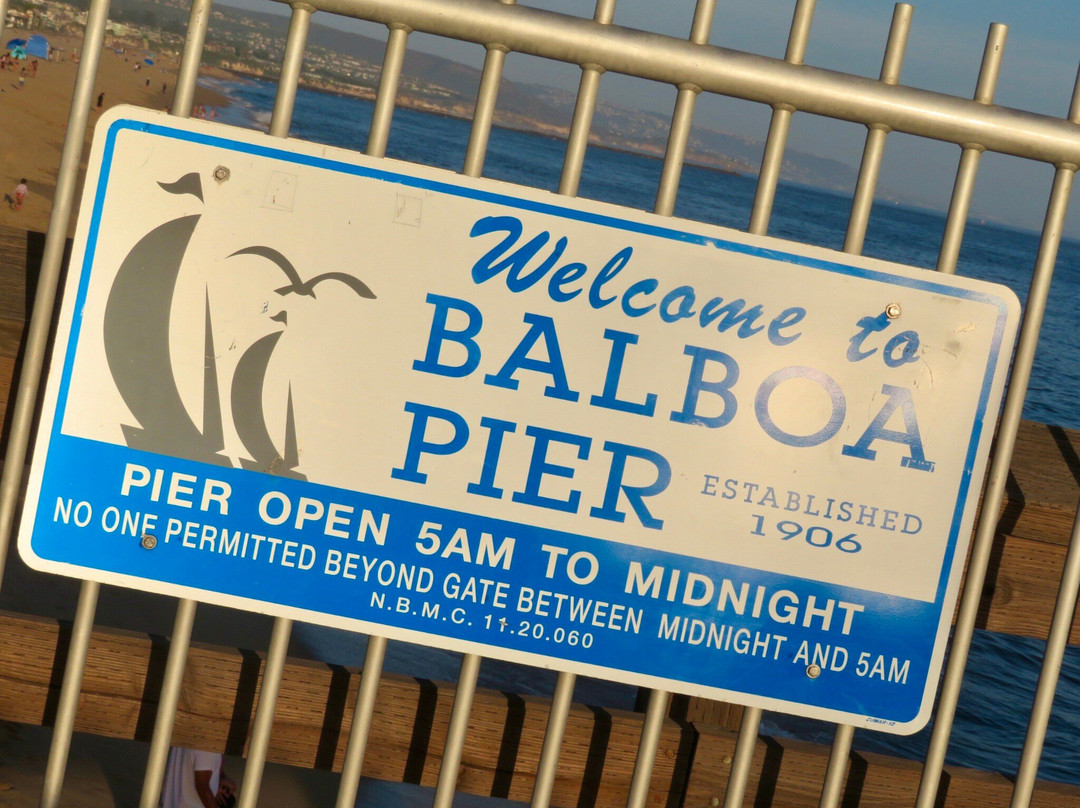 Welcome to
BALBOA
PIER
ESTABLISHED
1906
PIER OPEN 5AM TO MIDNIGHT
NO ONE PERMITTED BEYOND GATE BETWEEN MIDNIGHT AND 5AM
N.B.M.C. 11.20.060